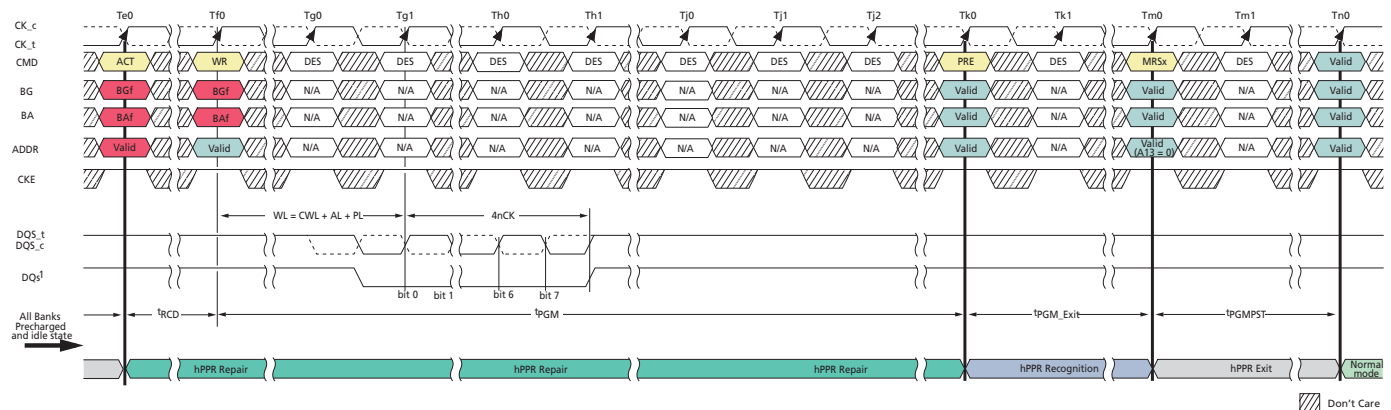 Te0 Tf0 Tg0 Tg1 Th0 Th1 Tj0 Tj1 Tj2 Tk0 Tk1 Tm0 Tm1 Tn0
CK_c
CK_t
CMD ACT WR DES DES DES DES DES DES DES PRE DES MRSx DES Valid
BG BGf BGf N/A N/A N/A N/A N/A N/A N/A Valid N/A Valid N/A Valid
BA BAf BAf N/A N/A N/A N/A N/A N/A N/A Valid N/A Valid N/A Valid
ADDR Valid Valid N/A N/A N/A N/A N/A N/A N/A Valid N/A Valid (A13 = 0) N/A Valid
CKE
WL = CWL + AL + PL 4nCK
DQS_t
DQS_c
DQs1
bit 0 bit 1 bit 6 bit 7
All Banks Precharged and idle state
tRCD tPGM tPGM_Exit tPGMPST
hPPR Repair hPPR Repair hPPR Repair hPPR Recognition hPPR Exit Normal mode
Don't Care